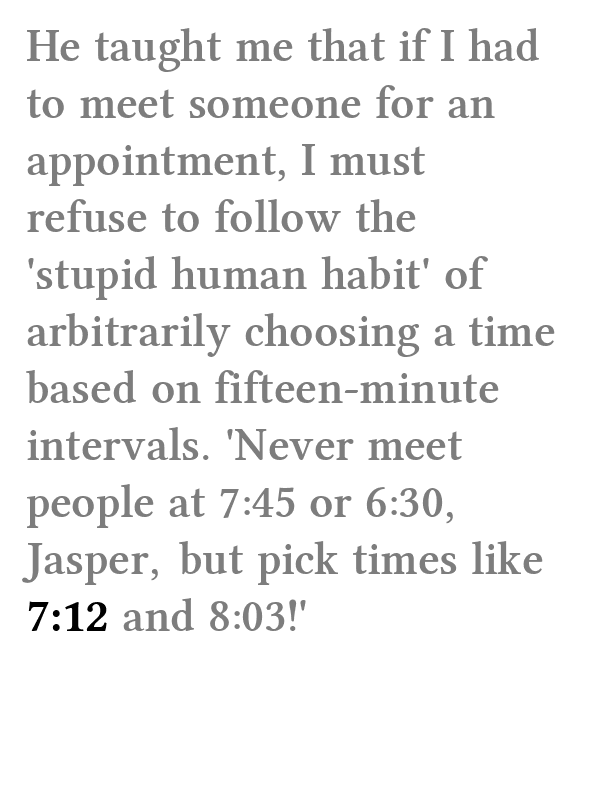 He taught me that if I had
to meet someone for an
appointment, I must
refuse to follow the
'stupid human habit' of
arbitrarily choosing a time
based on fifteen-minute
intervals. 'Never meet
people at 7:45 or 6:30,
Jasper, but pick times like
7:12 and 8:03!'